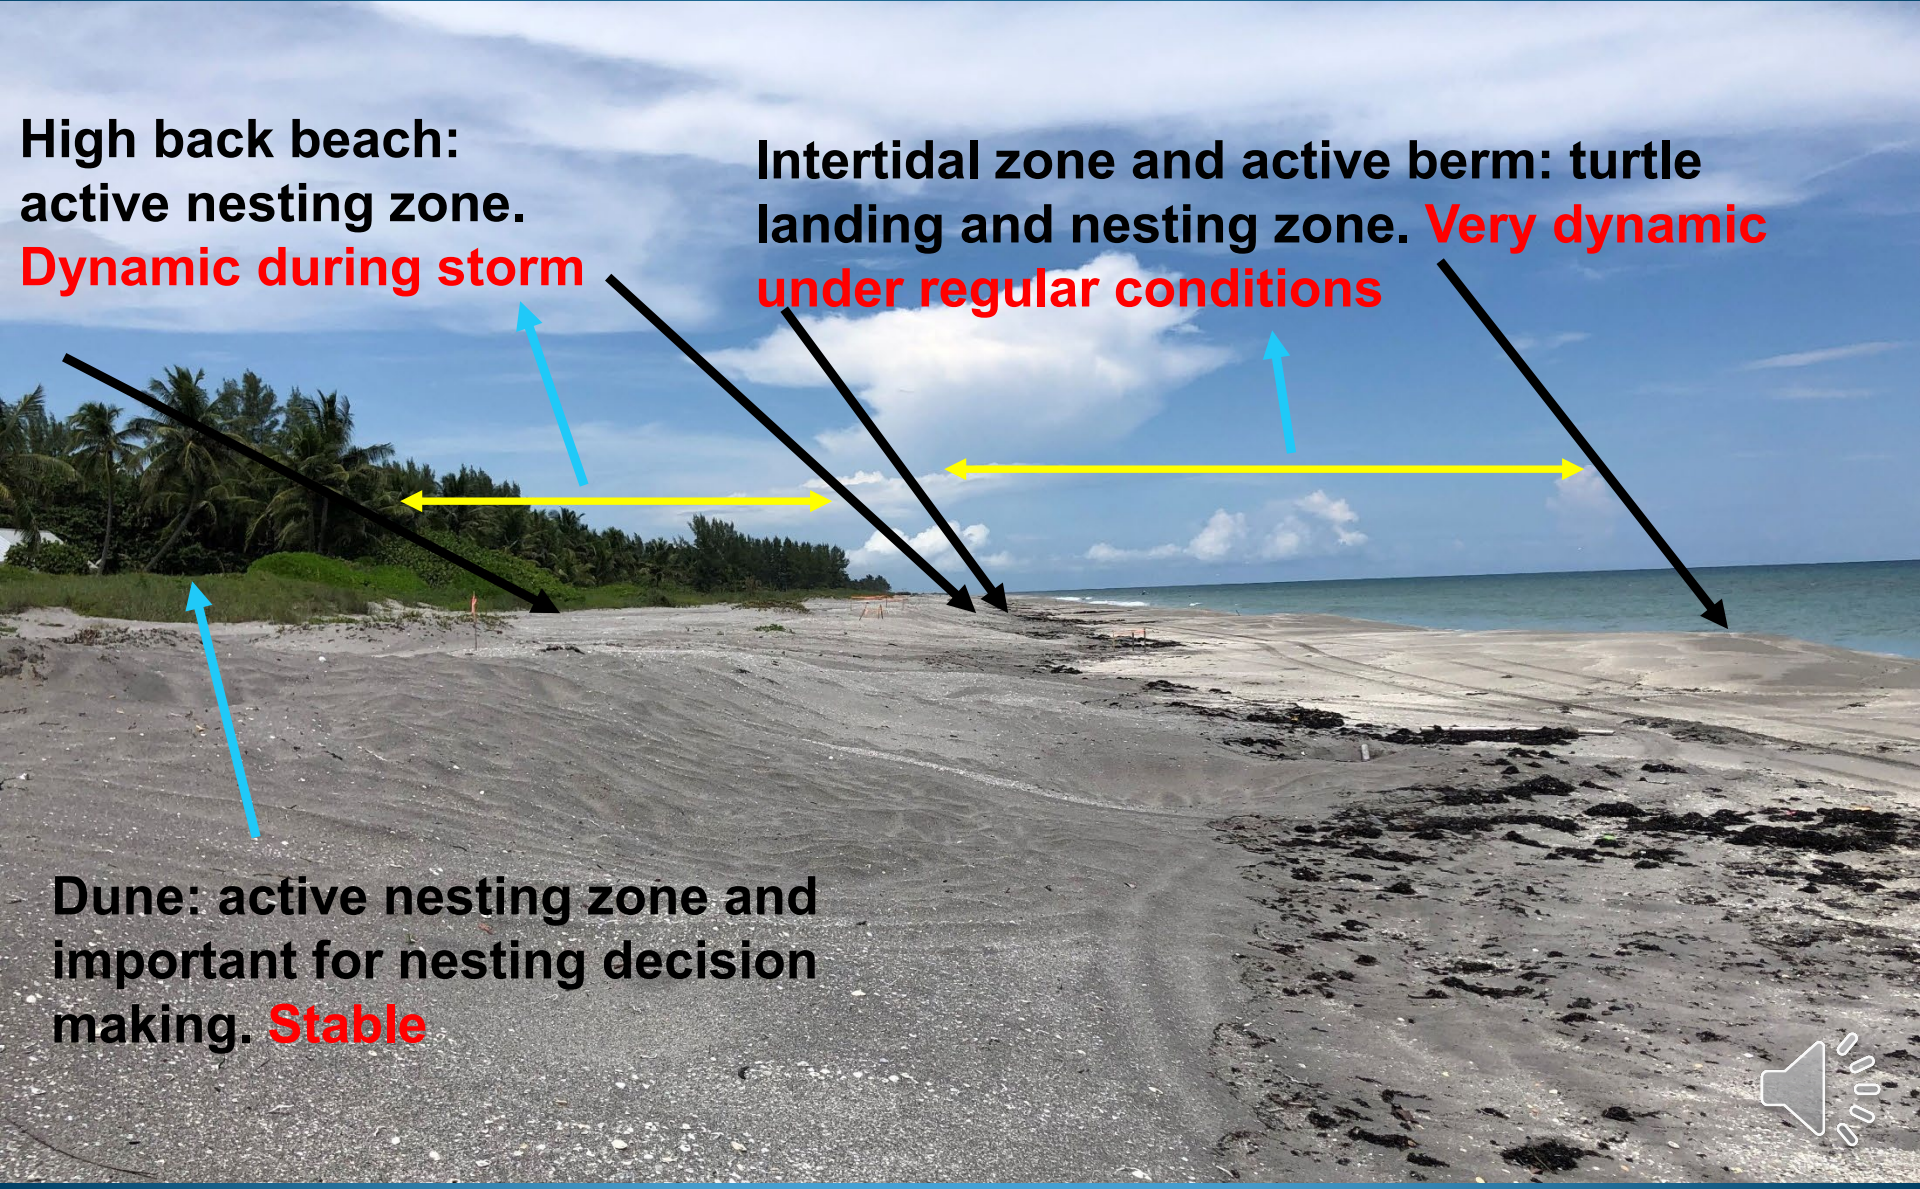 High back beach:
active nesting zone.
Dynamic during storm
Intertidal zone and active berm: turtle
landing and nesting zone. Very dynamic
under regular conditions
Dune: active nesting zone and
important for nesting decision
making. Stable